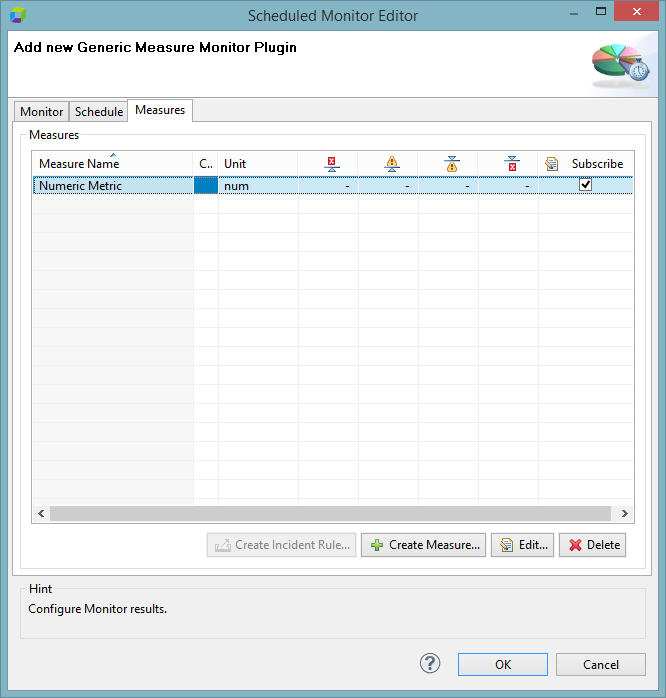 Scheduled Monitor Editor
Add new Generic Measure Monitor Plugin
Monitor Schedule Measures
Measures
Measure Name C.. Unit Subscribe
Numeric Metric num - - - -
Create Incident Rule... Create Measure... Edit... Delete
Hint
Configure Monitor results.
? OK Cancel